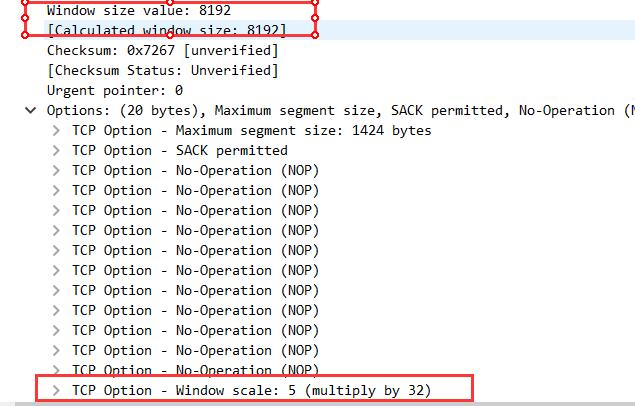 Window size value: 8192
[Calculated window size: 8192]
Checksum: 0x7267 [unverified]
[Checksum Status: Unverified]
Urgent pointer: 0
Options: (20 bytes), Maximum segment size, SACK permitted, No-Operation (N
TCP Option - Maximum segment size: 1424 bytes
TCP Option - SACK permitted
TCP Option - No-Operation (NOP)
TCP Option - No-Operation (NOP)
TCP Option - No-Operation (NOP)
TCP Option - No-Operation (NOP)
TCP Option - No-Operation (NOP)
TCP Option - No-Operation (NOP)
TCP Option - No-Operation (NOP)
TCP Option - No-Operation (NOP)
TCP Option - No-Operation (NOP)
TCP Option - No-Operation (NOP)
TCP Option - No-Operation (NOP)
TCP Option - Window scale: 5 (multiply by 32)